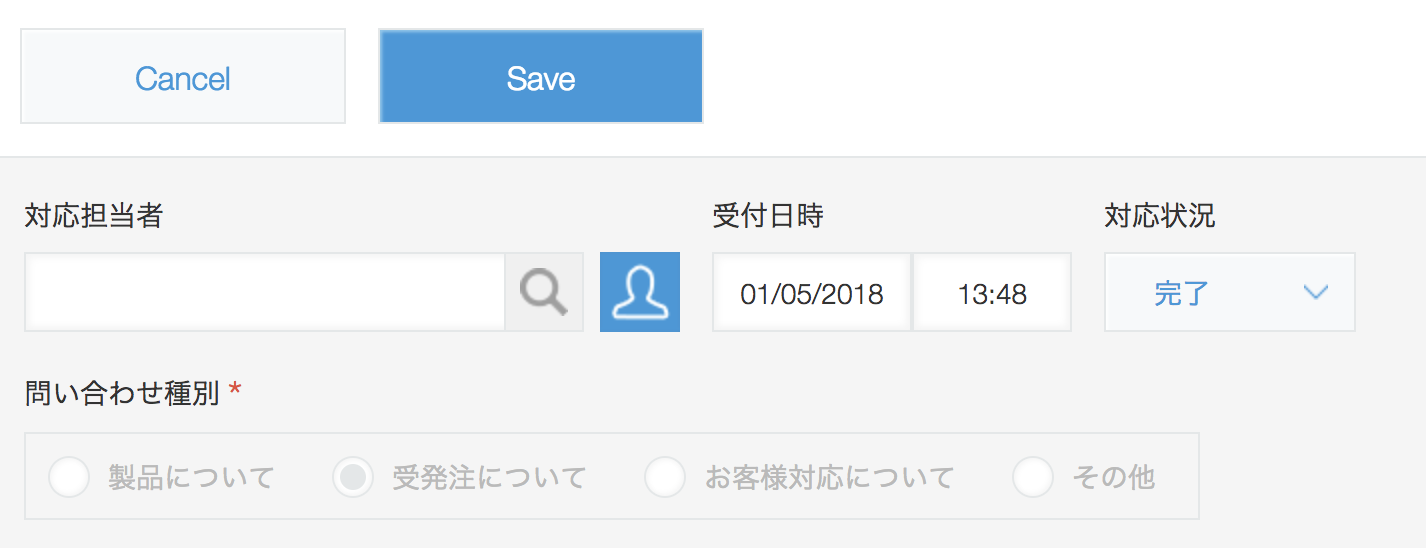 Cancel Save
対応担当者 受付日時 対応状況
01/05/2018 13:48 完了
問い合わせ種別 *
製品について 受発注について お客様対応について その他